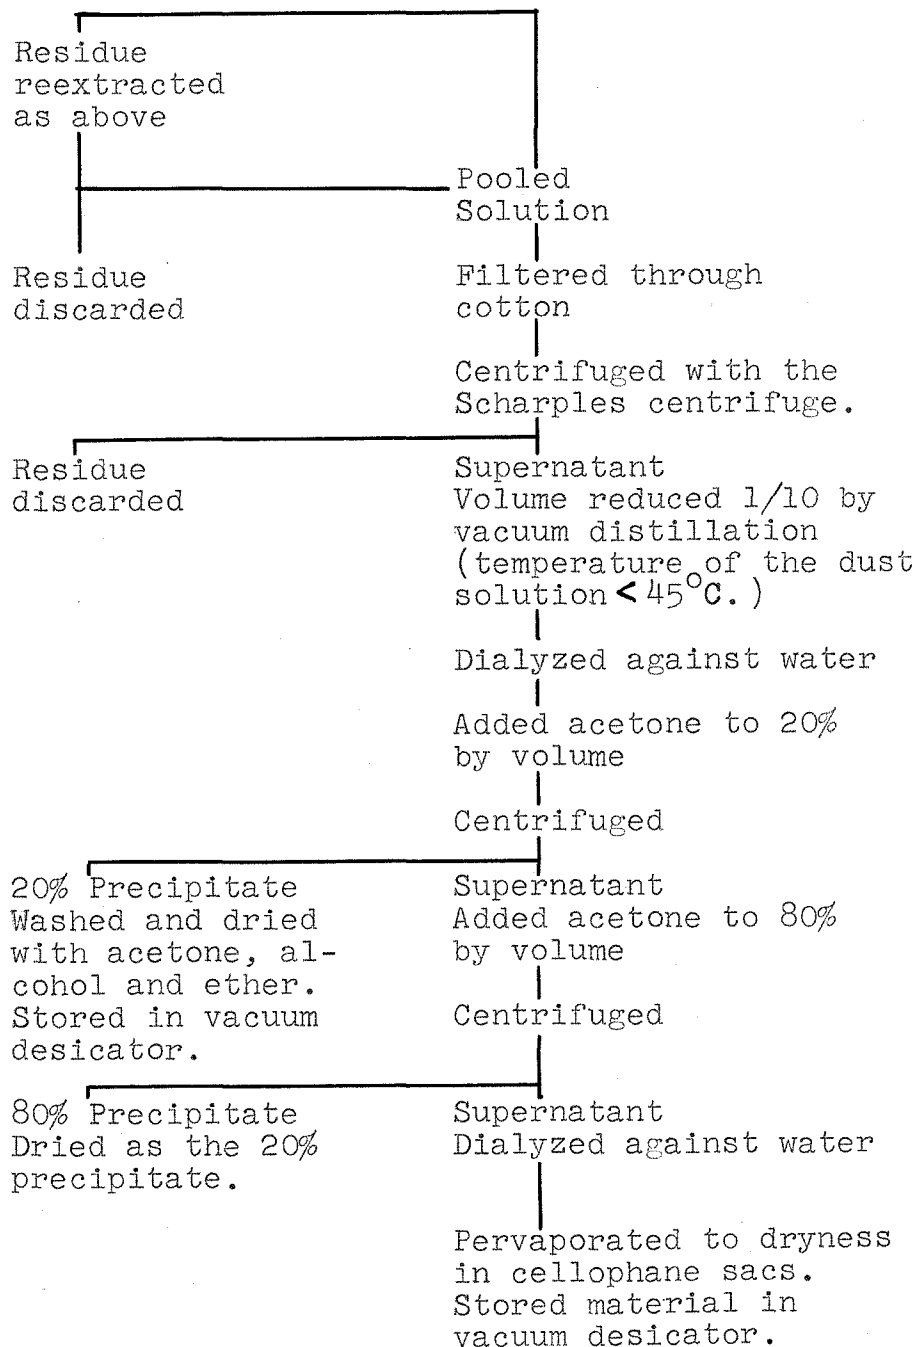 Residue
reextracted
as above
Pooled
Solution
Residue
discarded
Filtered through
cotton
Centrifuged with the
Scharples centrifuge.
Residue
discarded
Supernatant
Volume reduced 1/10 by
vacuum distillation
(temperature of the dust
solution < 45°C.)
Dialyzed against water
Added acetone to 20%
by volume
Centrifuged
20% Precipitate
Washed and dried
with acetone, al-
cohol and ether.
Stored in vacuum
desicator.
Supernatant
Added acetone to 80%
by volume
Centrifuged
80% Precipitate
Dried as the 20%
precipitate.
Supernatant
Dialyzed against water
Pervaporated to dryness
in cellophane sacs.
Stored material in
vacuum desicator.